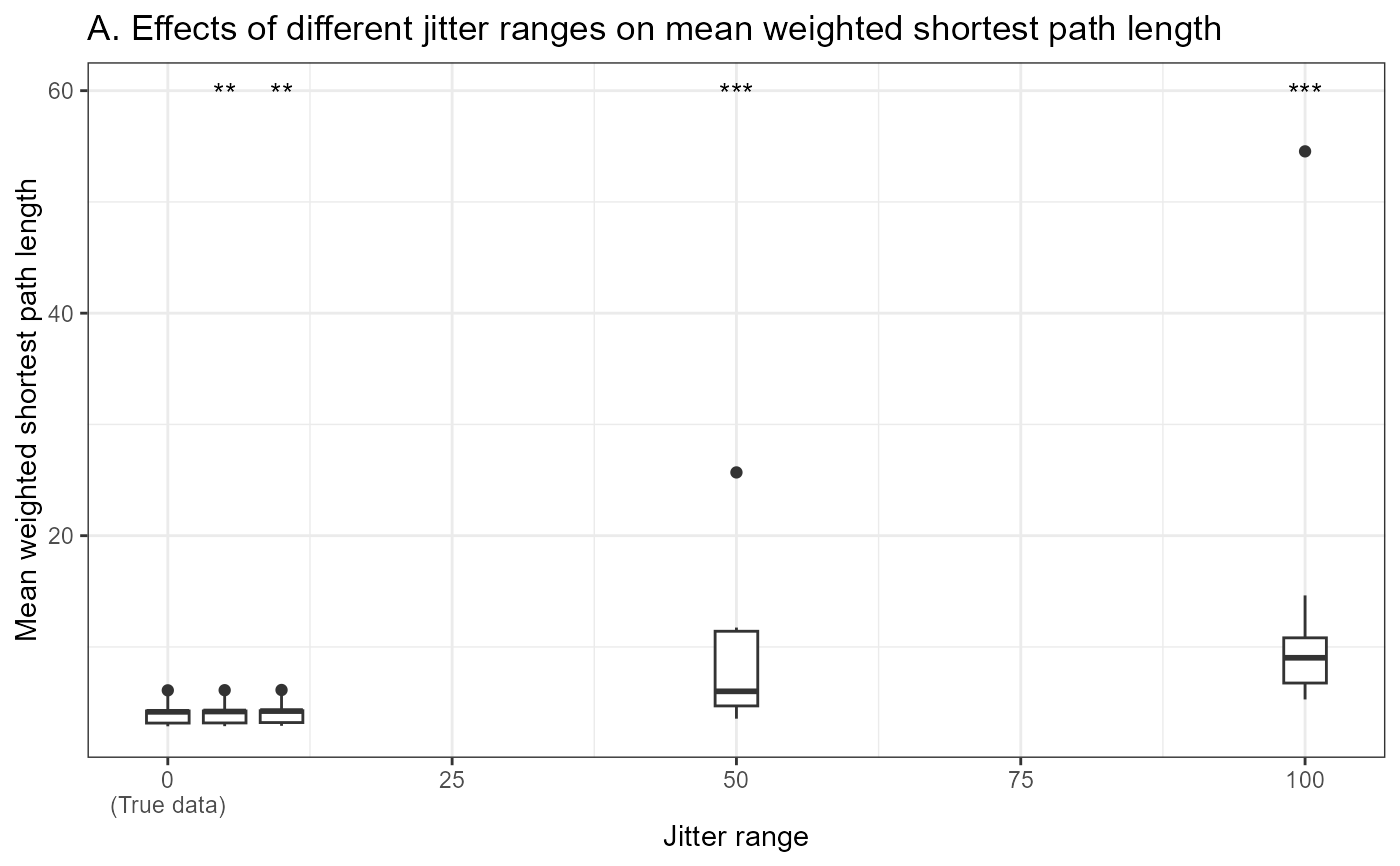 A. Effects of different jitter ranges on mean weighted shortest path length
60
** ** *** ***
40
20
Mean weighted shortest path length
0 25 50 75 100
(True data)
Jitter range